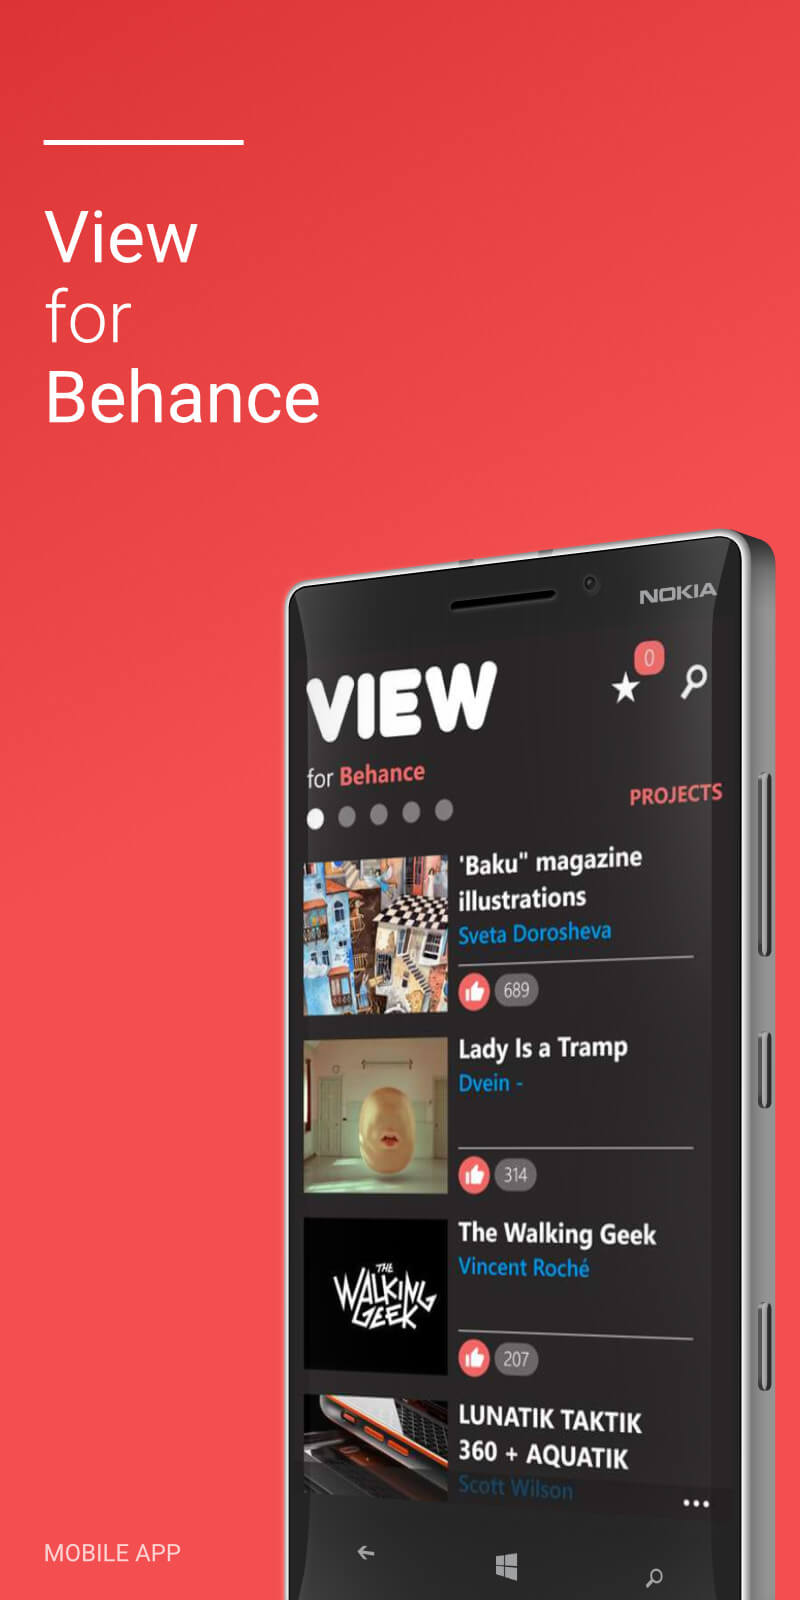 View
for
Behance
NOKIA
0
VIEW
for Behance
PROJECTS
'Baku" magazine
illustrations
Sveta Dorosheva
689
Lady Is a Tramp
Dvein -
314
THE
WALKING
GEEK
The Walking Geek
Vincent Roché
207
LUNATIK TAKTIK
360 + AQUATIK
Scott Wilson
MOBILE APP